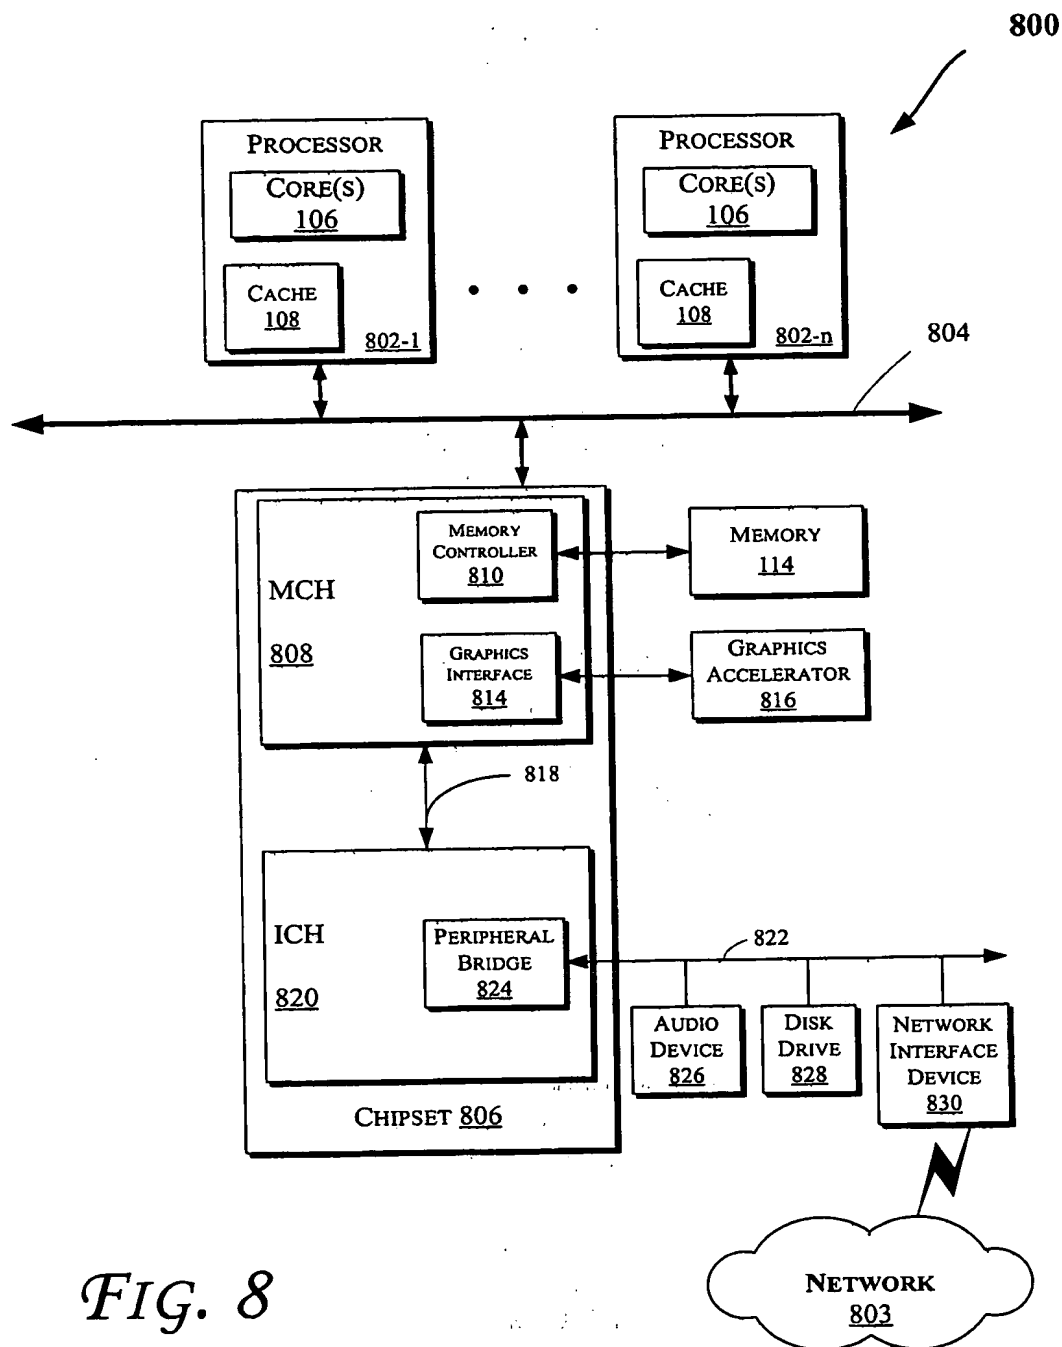 800
PROCESSOR
CORE(S)
106
CACHE
108
802-1
PROCESSOR
CORE(S)
106
CACHE
108
802-n
804
MEMORY
CONTROLLER
810
MCH
808
GRAPHICS
INTERFACE
814
MEMORY
114
GRAPHICS
ACCELERATOR
816
818
ICH
820
PERIPHERAL
BRIDGE
824
822
AUDIO
DEVICE
826
DISK
DRIVE
828
NETWORK
INTERFACE
DEVICE
830
CHIPSET 806
NETWORK
803
FIG. 8